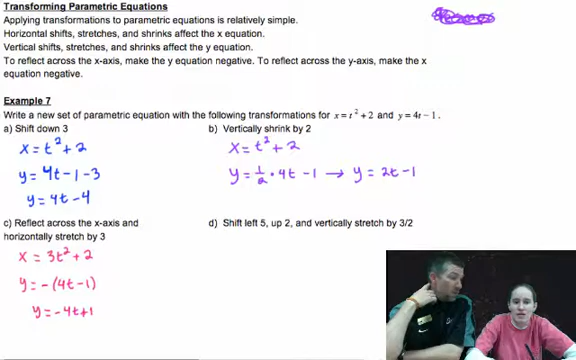 Transforming Parametric Equations
Applying transformations to parametric equations is relatively simple.
Horizontal shifts, stretches, and shrinks affect the x equation.
Vertical shifts, stretches, and shrinks affect the y equation.
To reflect across the x-axis, make the y equation negative. To reflect across the y-axis, make the x
equation negative.
Example 7
Write a new set of parametric equation with the following transformations for x = t² + 2 and y = 4t − 1.
a) Shift down 3
x = t² + 2
y = 4t - 1 - 3
y = 4t - 4
b) Vertically shrink by 2
x = t² + 2
y = 1/2 · 4t - 1 → y = 2t - 1
c) Reflect across the x-axis and
horizontally stretch by 3
x = 3t² + 2
y = -(4t - 1)
y = -4t + 1
d) Shift left 5, up 2, and vertically stretch by 3/2